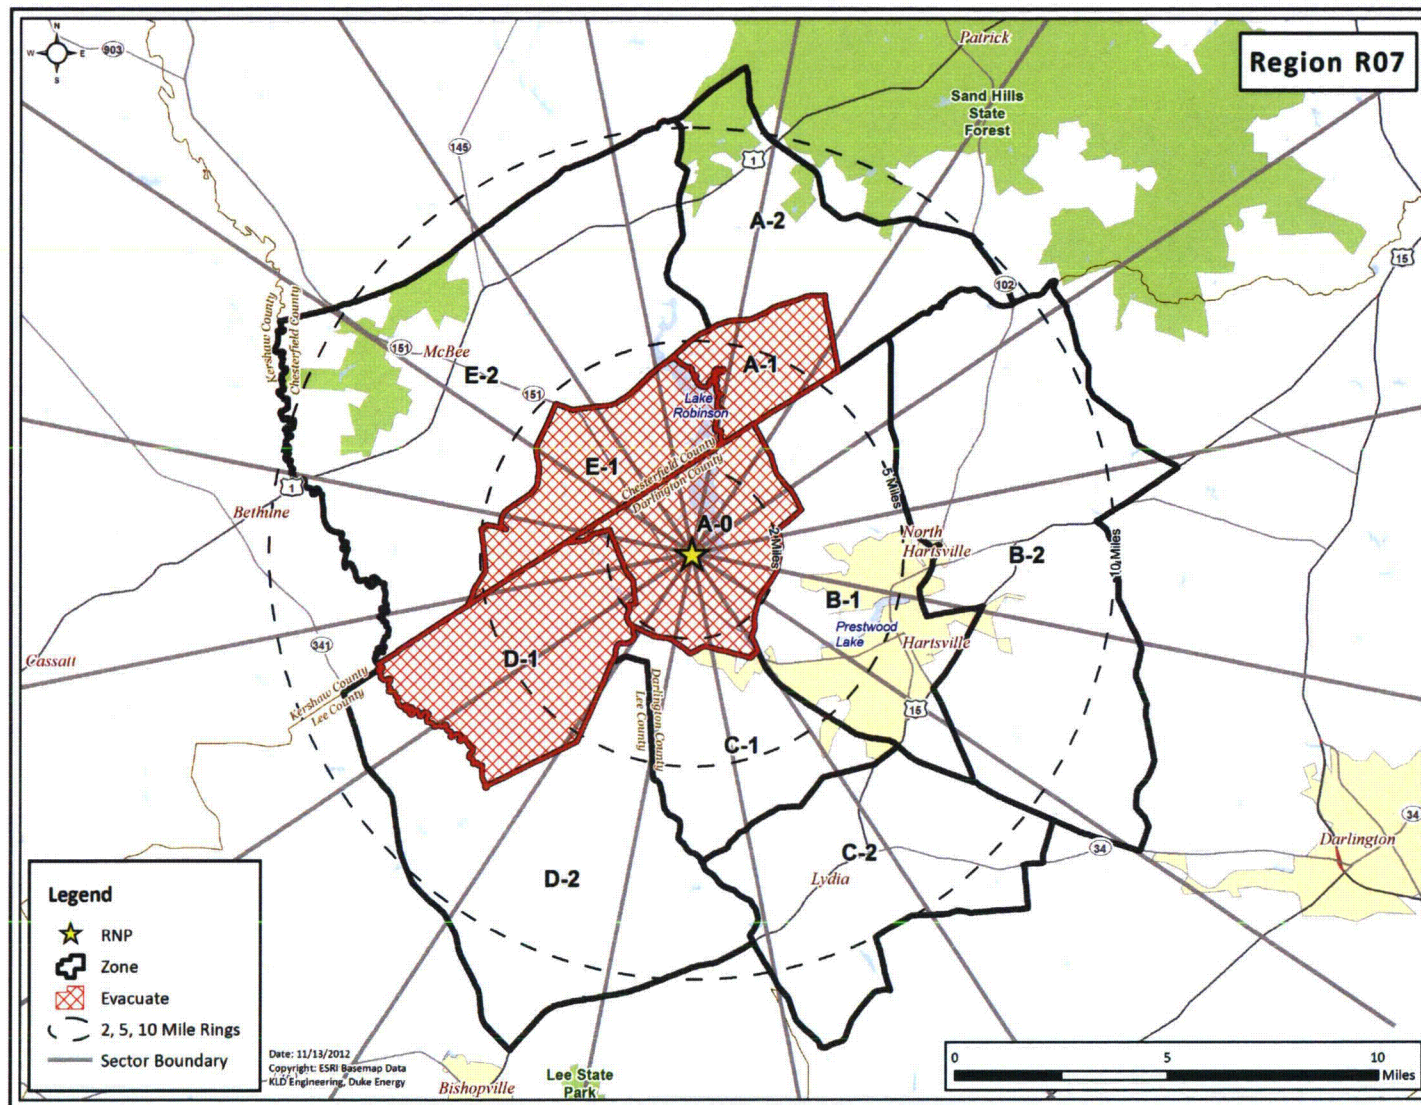 N
W E
S
903
Patrick
Region R07
Sand Hills
State
Forest
145
1
A-2
15
102
Kershaw County
Chesterfield County
151
McBee
E-2
151
A-1
Lake
Robinson
E-1
Chesterfield County
Darlington County
5 Miles
1
Bethune
A-0
2 Miles
North
Hartsville
10 Miles
B-2
B-1
Prestwood
Lake
Hartsville
341
Cassatt
D-1
Kershaw County
Lee County
Darlington County
Lee County
15
C-1
34
Darlington
34
C-2
D-2
Lydia
Legend
RNP
Zone
Evacuate
2, 5, 10 Mile Rings
Sector Boundary
Date: 11/13/2012
Copyright: ESRI Basemap Data
KLD Engineering, Duke Energy
Bishopville
Lee State
Park
0 5 10
Miles